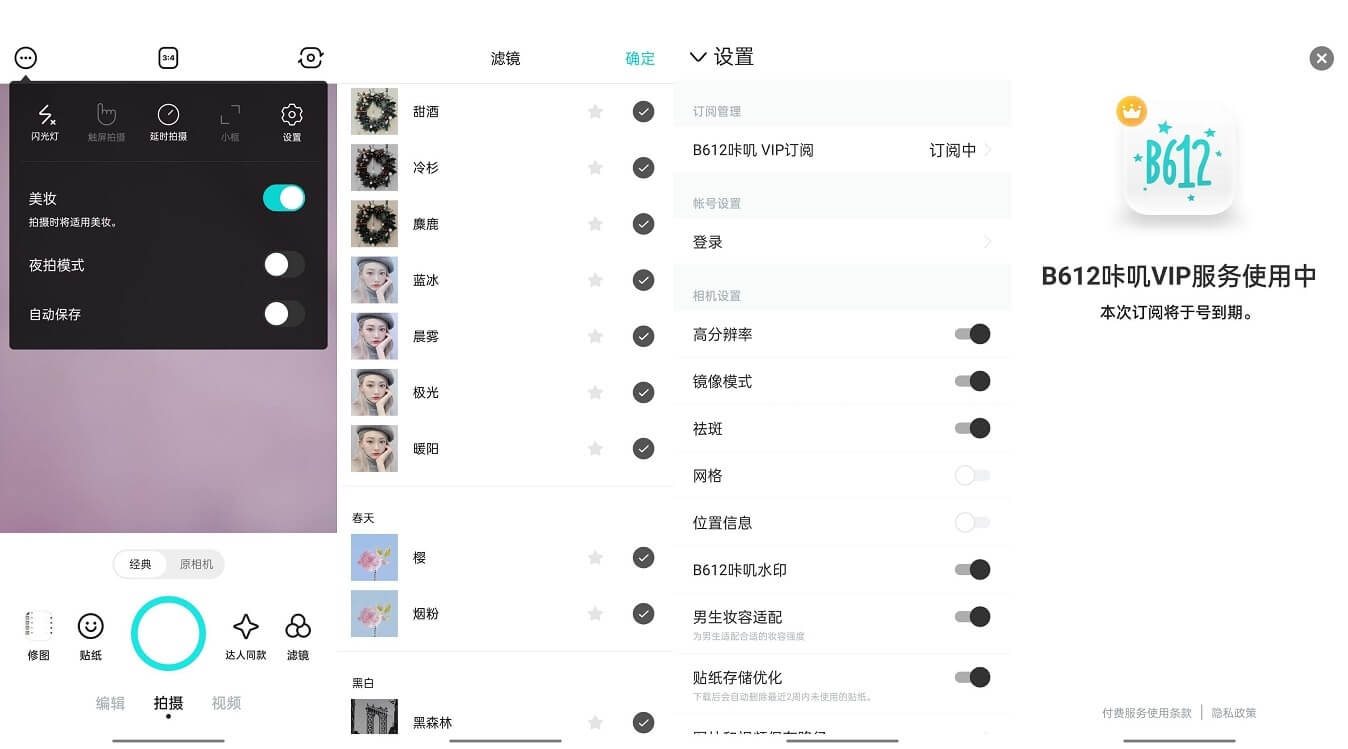 3:4
闪光灯
触屏拍摄
延时拍摄
小框
设置
美妆
拍摄时将适用美妆。
夜拍模式
自动保存
经典
原相机
修图
贴纸
达人同款
滤镜
编辑
拍摄
视频
滤镜
确定
甜酒
冷杉
麋鹿
蓝冰
晨雾
极光
暖阳
春天
樱
烟粉
黑白
黑森林
设置
订阅管理
B612咔叽 VIP订阅
订阅中
帐号设置
登录
相机设置
高分辨率
镜像模式
祛斑
网格
位置信息
B612咔叽水印
男生妆容适配
为男生适配合适的妆容强度
贴纸存储优化
下载后会自动删除最近2周内未使用的贴纸。
B612
B612咔叽VIP服务使用中
本次订阅将于号到期。
付费服务使用条款
隐私政策